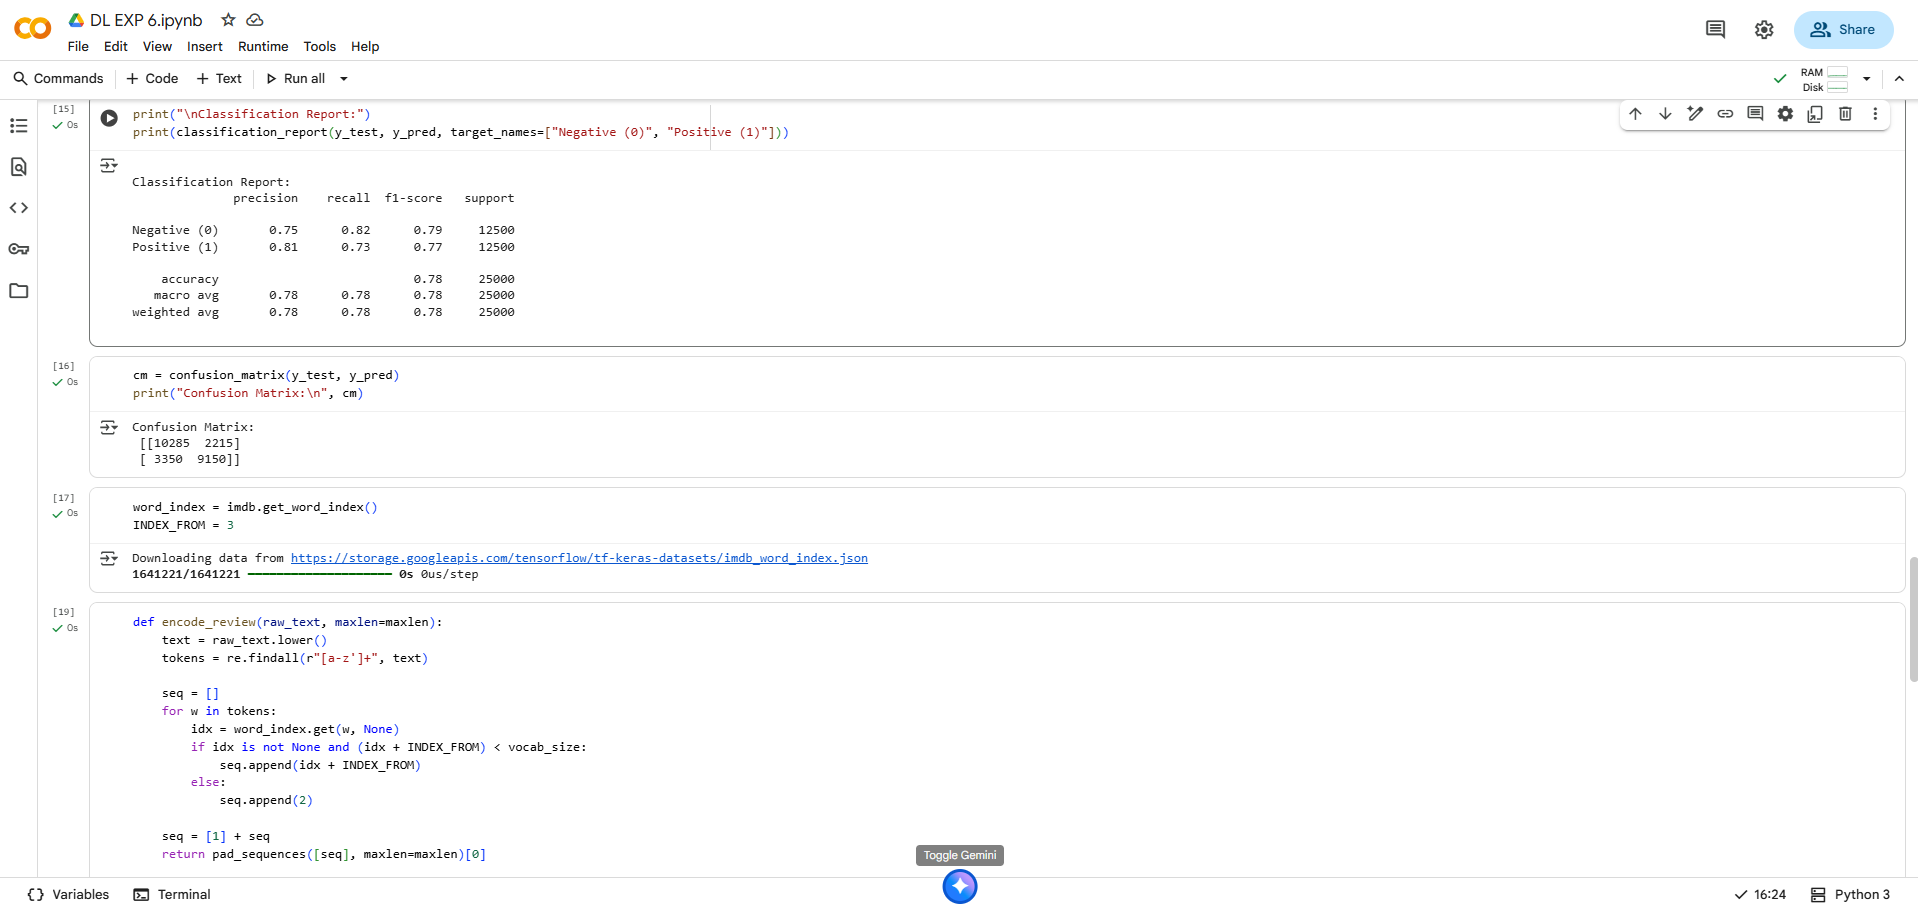 DL EXP 6.ipynb
File Edit View Insert Runtime Tools Help
Share
Commands + Code + Text Run all
RAM
Disk
[15]
0s
print("\nClassification Report:")
print(classification_report(y_test, y_pred, target_names=["Negative (0)", "Positive (1)"]))
Classification Report:
              precision    recall  f1-score   support

Negative (0)       0.75      0.82      0.79     12500
Positive (1)       0.81      0.73      0.77     12500

    accuracy                           0.78     25000
   macro avg       0.78      0.78      0.78     25000
weighted avg       0.78      0.78      0.78     25000
[16]
0s
cm = confusion_matrix(y_test, y_pred)
print("Confusion Matrix:\n", cm)
Confusion Matrix:
 [[10285  2215]
 [ 3350  9150]]
[17]
0s
word_index = imdb.get_word_index()
INDEX_FROM = 3
Downloading data from https://storage.googleapis.com/tensorflow/tf-keras-datasets/imdb_word_index.json
1641221/1641221 ━━━━━━━━━━━━━━━━━━━━ 0s 0us/step
[19]
0s
def encode_review(raw_text, maxlen=maxlen):
    text = raw_text.lower()
    tokens = re.findall(r"[a-z']+", text)

    seq = []
    for w in tokens:
        idx = word_index.get(w, None)
        if idx is not None and (idx + INDEX_FROM) < vocab_size:
            seq.append(idx + INDEX_FROM)
        else:
            seq.append(2)

    seq = [1] + seq
    return pad_sequences([seq], maxlen=maxlen)[0]
Toggle Gemini
{} Variables Terminal
16:24 Python 3